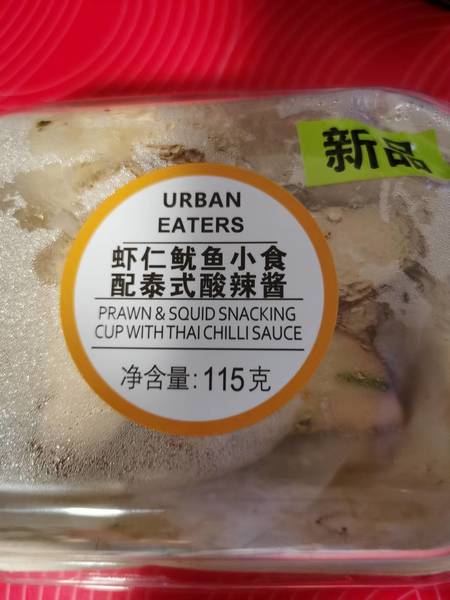 新品
URBAN
EATERS
虾仁鱿鱼小食
配泰式酸辣酱
PRAWN & SQUID SNACKING
CUP WITH THAI CHILLI SAUCE
净含量:115克